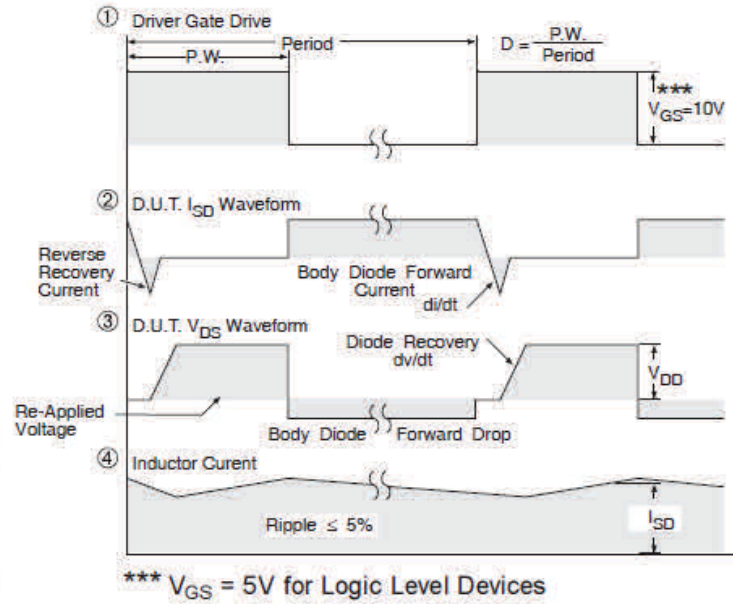 ① Driver Gate Drive
P.W.
Period
D = P.W. / Period
***
VGS=10V
② D.U.T. ISD Waveform
Reverse
Recovery
Current
Body Diode Forward
Current
di/dt
③ D.U.T. VDS Waveform
Diode Recovery
dv/dt
VDD
Re-Applied
Voltage
Body Diode Forward Drop
④ Inductor Curent
Ripple ≤ 5%
ISD
*** VGS = 5V for Logic Level Devices